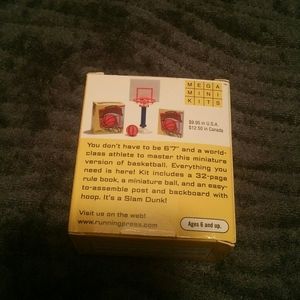 MEGA
MINI
KITS
$9.95 in U.S.A.
$12.50 in Canada
You don't have to be 6'7" and a world-
class athlete to master this miniature
version of basketball. Everything you
need is here! Kit includes a 32-page
rule book, a miniature ball, and an easy-
to-assemble post and backboard with
hoop. It's a Slam Dunk!
Visit us on the web!
www.runningpress.com
Ages 6 and up.